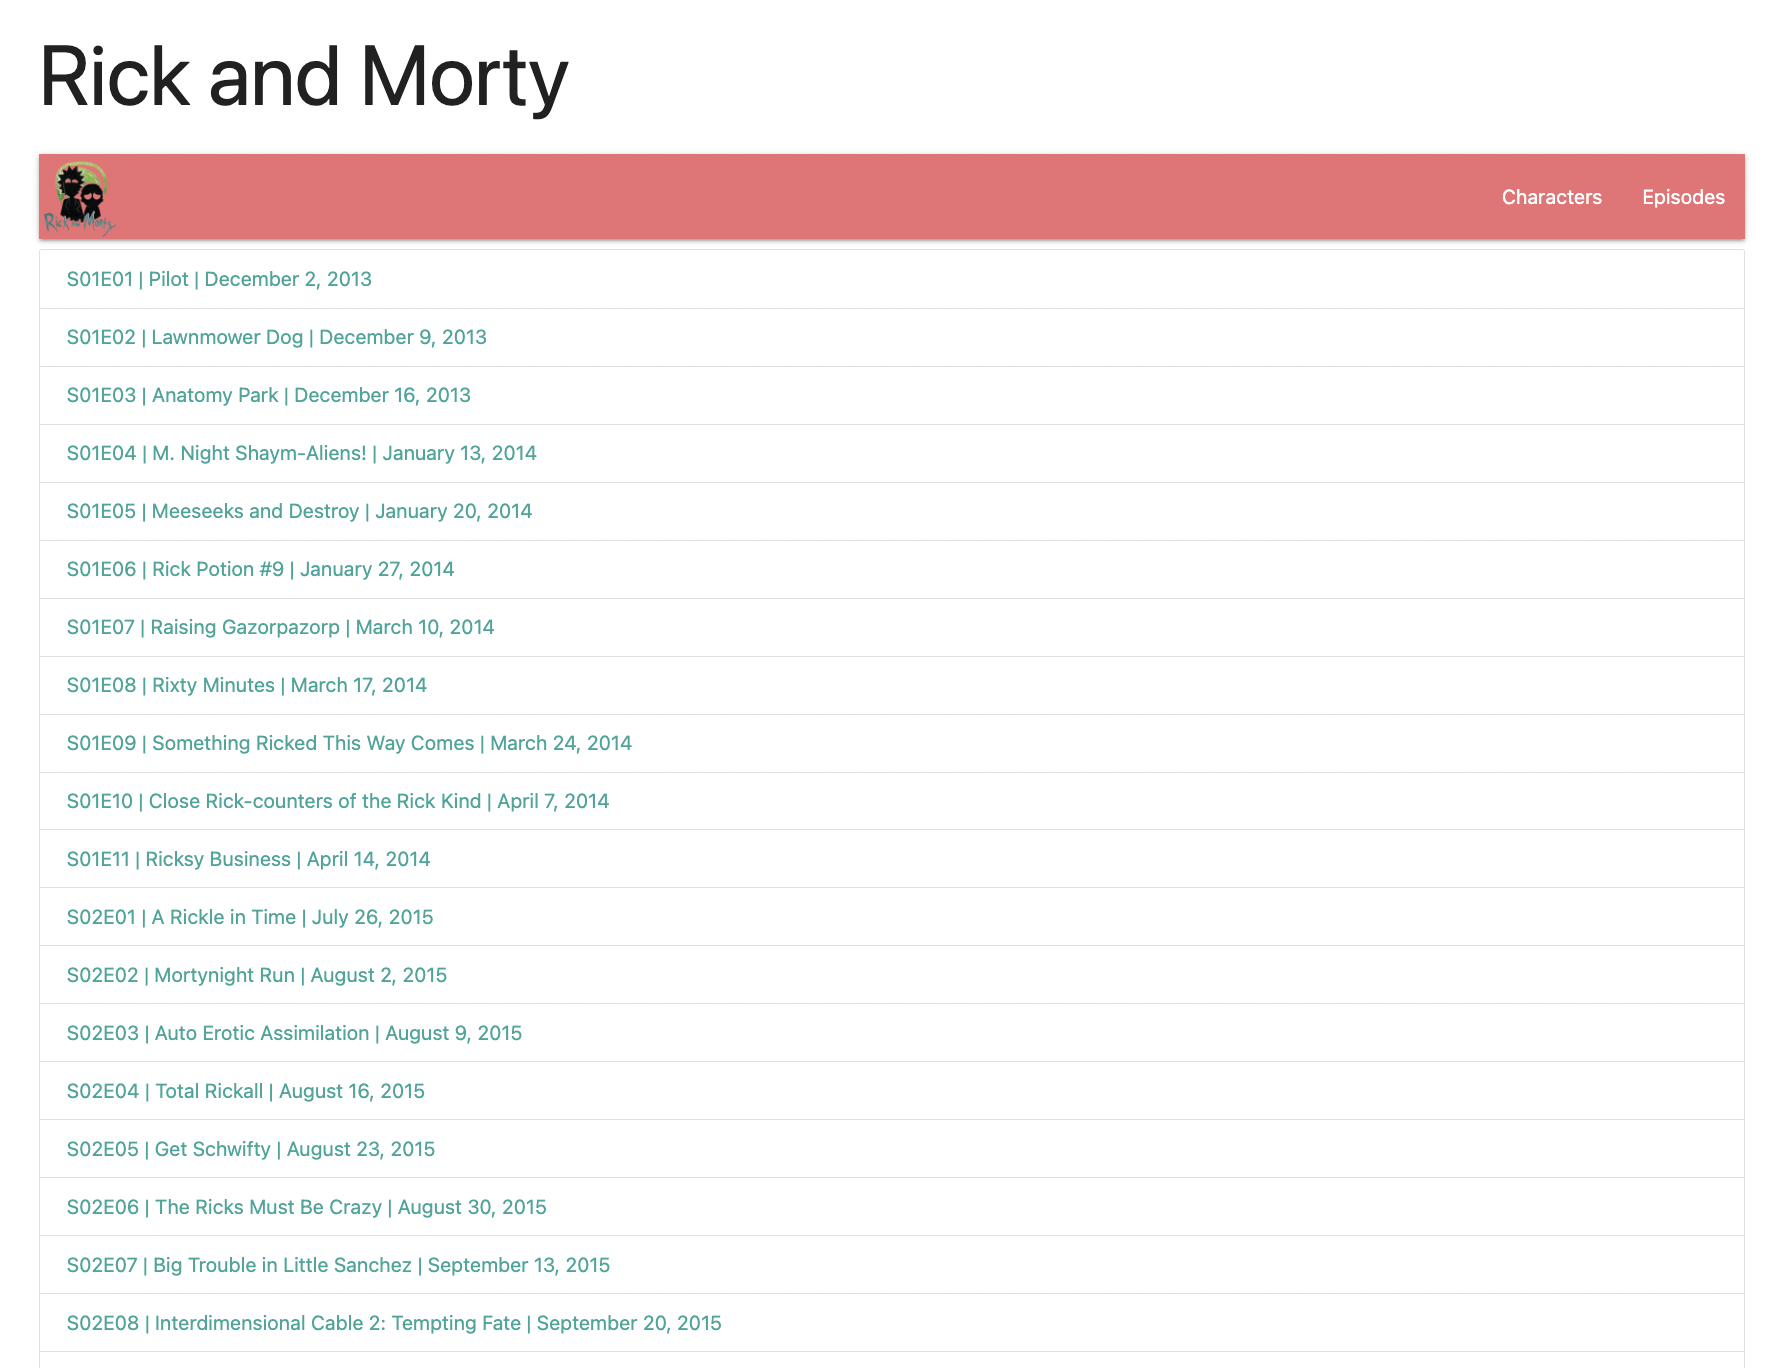 Rick and Morty
Rick and Morty
Characters
Episodes
S01E01 | Pilot | December 2, 2013
S01E02 | Lawnmower Dog | December 9, 2013
S01E03 | Anatomy Park | December 16, 2013
S01E04 | M. Night Shaym-Aliens! | January 13, 2014
S01E05 | Meeseeks and Destroy | January 20, 2014
S01E06 | Rick Potion #9 | January 27, 2014
S01E07 | Raising Gazorpazorp | March 10, 2014
S01E08 | Rixty Minutes | March 17, 2014
S01E09 | Something Ricked This Way Comes | March 24, 2014
S01E10 | Close Rick-counters of the Rick Kind | April 7, 2014
S01E11 | Ricksy Business | April 14, 2014
S02E01 | A Rickle in Time | July 26, 2015
S02E02 | Mortynight Run | August 2, 2015
S02E03 | Auto Erotic Assimilation | August 9, 2015
S02E04 | Total Rickall | August 16, 2015
S02E05 | Get Schwifty | August 23, 2015
S02E06 | The Ricks Must Be Crazy | August 30, 2015
S02E07 | Big Trouble in Little Sanchez | September 13, 2015
S02E08 | Interdimensional Cable 2: Tempting Fate | September 20, 2015